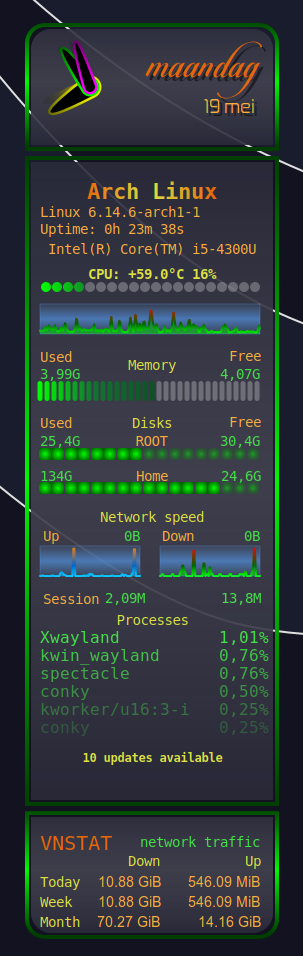 maandag
19 mei
Arch Linux
Linux 6.14.6-arch1-1
Uptime: 0h 23m 38s
Intel(R) Core(TM) i5-4300U
CPU: +59.0°C 16%
Used Memory Free
3,99G 4,07G
Used Disks Free
25,4G ROOT 30,4G
134G Home 24,6G
Network speed
Up 0B Down 0B
Session 2,09M 13,8M
Processes
Xwayland 1,01%
kwin_wayland 0,76%
spectacle 0,76%
conky 0,50%
kworker/u16:3-i 0,25%
conky 0,25%
10 updates available
VNSTAT network traffic
Down Up
Today 10.88 GiB 546.09 MiB
Week 10.88 GiB 546.09 MiB
Month 70.27 GiB 14.16 GiB